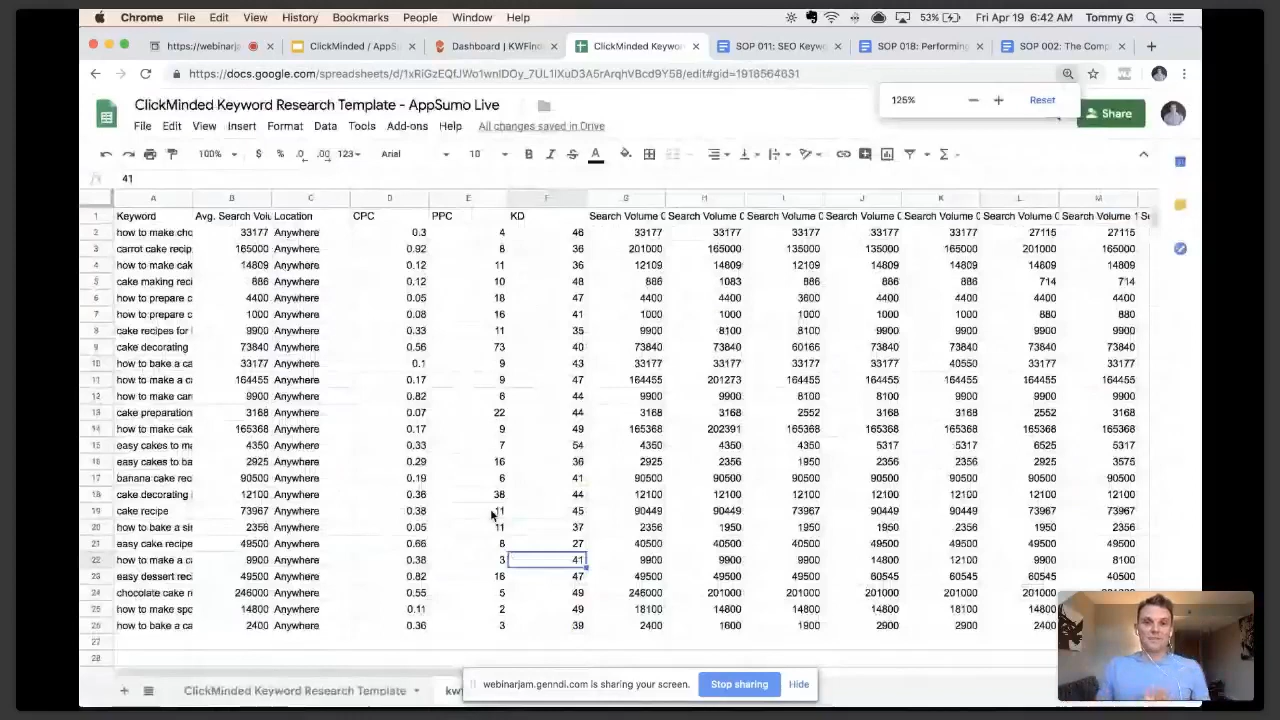 Chrome File Edit View History Bookmarks People Window Help 53% Fri Apr 19 6:42 AM Tommy G
https://webinarj ClickMinded / AppS Dashboard | KWFin ClickMinded Keywor SOP 011: SEO Keyw SOP 018: Performing SOP 002: The Comp
125% Reset
ClickMinded Keyword Research Template - AppSumo Live
Share
File Edit View Insert Format Data Tools Add-ons Help All changes saved in Drive
100% $ % .0 .00 123 Arial 10 B I S A
fx 41
A B C D E F G H I J K L M
1 Keyword Avg. Search Volu Location CPC PPC KD Search Volume 0 Search Volume 0 Search Volume 0 Search Volume 0 Search Volume 0 Search Volume 0 Search Volume 1
2 how to make cho 33177 Anywhere 0.3 4 46 33177 33177 33177 33177 33177 27115 27115
3 carrot cake recip 165000 Anywhere 0.92 8 36 201000 165000 135000 135000 165000 201000 165000
4 how to make cak 14809 Anywhere 0.12 11 36 12109 14809 12109 14809 14809 14809 14809
5 cake making reci 886 Anywhere 0.12 10 48 886 1083 886 886 886 714 714
6 how to prepare c 4400 Anywhere 0.05 18 47 4400 4400 3600 4400 4400 4400 4400
7 how to prepare c 1000 Anywhere 0.08 16 41 1000 1000 1000 1000 1000 880 880
8 cake recipes for 9900 Anywhere 0.33 11 35 9900 8100 8100 9900 9900 9900 9900
9 cake decorating 73840 Anywhere 0.56 73 40 73840 73840 60166 73840 73840 73840 73840
10 how to bake a ca 33177 Anywhere 0.1 9 43 33177 33177 33177 33177 40550 33177 33177
11 how to make a c 164455 Anywhere 0.17 9 47 164455 201273 164455 164455 164455 164455 164455
12 how to make car 9900 Anywhere 0.82 6 44 9900 9900 8100 8100 9900 9900 9900
13 cake preparation 3168 Anywhere 0.07 22 44 3168 3168 2552 3168 3168 2552 3168
14 how to make cak 165368 Anywhere 0.17 9 49 165368 202391 165368 165368 165368 165368 165368
15 easy cakes to ma 4350 Anywhere 0.33 7 54 4350 4350 4350 5317 5317 6525 5317
16 easy cakes to ba 2925 Anywhere 0.29 16 36 2925 2356 1950 2356 2356 2925 3575
17 banana cake rec 90500 Anywhere 0.19 6 41 90500 90500 90500 90500 90500 90500 90500
18 cake decorating i 12100 Anywhere 0.36 38 44 12100 12100 12100 12100 12100 12100 12100
19 cake recipe 73967 Anywhere 0.38 11 45 90449 90449 73967 90449 90449 73967 73967
20 how to bake a sir 2356 Anywhere 0.05 11 37 2356 1950 1950 2356 1950 1950 2356
21 easy cake recipe 49500 Anywhere 0.66 8 27 40500 40500 40500 49500 49500 49500 49500
22 how to make a c 9900 Anywhere 0.38 3 41 9900 9900 9900 14800 12100 9900 8100
23 easy dessert reci 49500 Anywhere 0.82 16 47 49500 49500 49500 60545 60545 60545 40500
24 chocolate cake r 246000 Anywhere 0.55 5 49 246000 201000 201000 201000 201000 201000
25 how to make spo 14800 Anywhere 0.11 2 49 18100 14800 14800 14800 18100 14800
26 how to bake a ca 2400 Anywhere 0.36 3 39 2400 1600 1900 2900 2900 2400
27
28
ClickMinded Keyword Research Template
webinarjam.genndi.com is sharing your screen. Stop sharing Hide